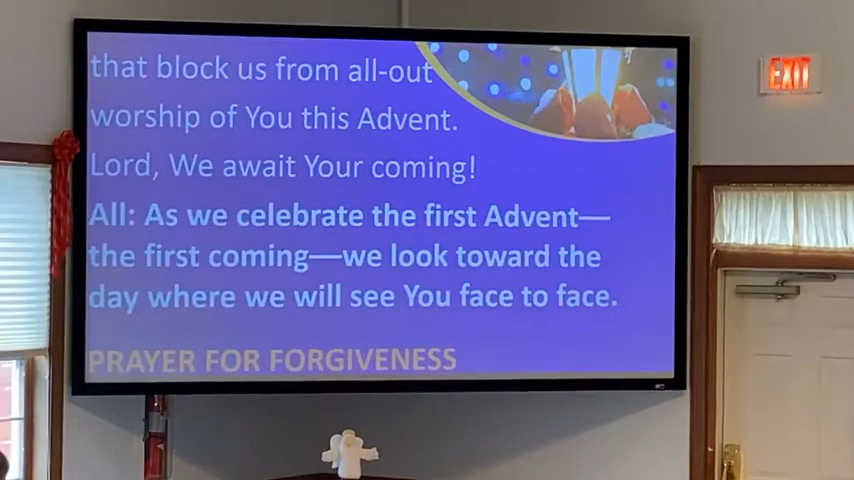 that block us from all-out
worship of You this Advent.
Lord, We await Your coming!
All: As we celebrate the first Advent—
the first coming—we look toward the
day where we will see You face to face.
PRAYER FOR FORGIVENESS
EXIT